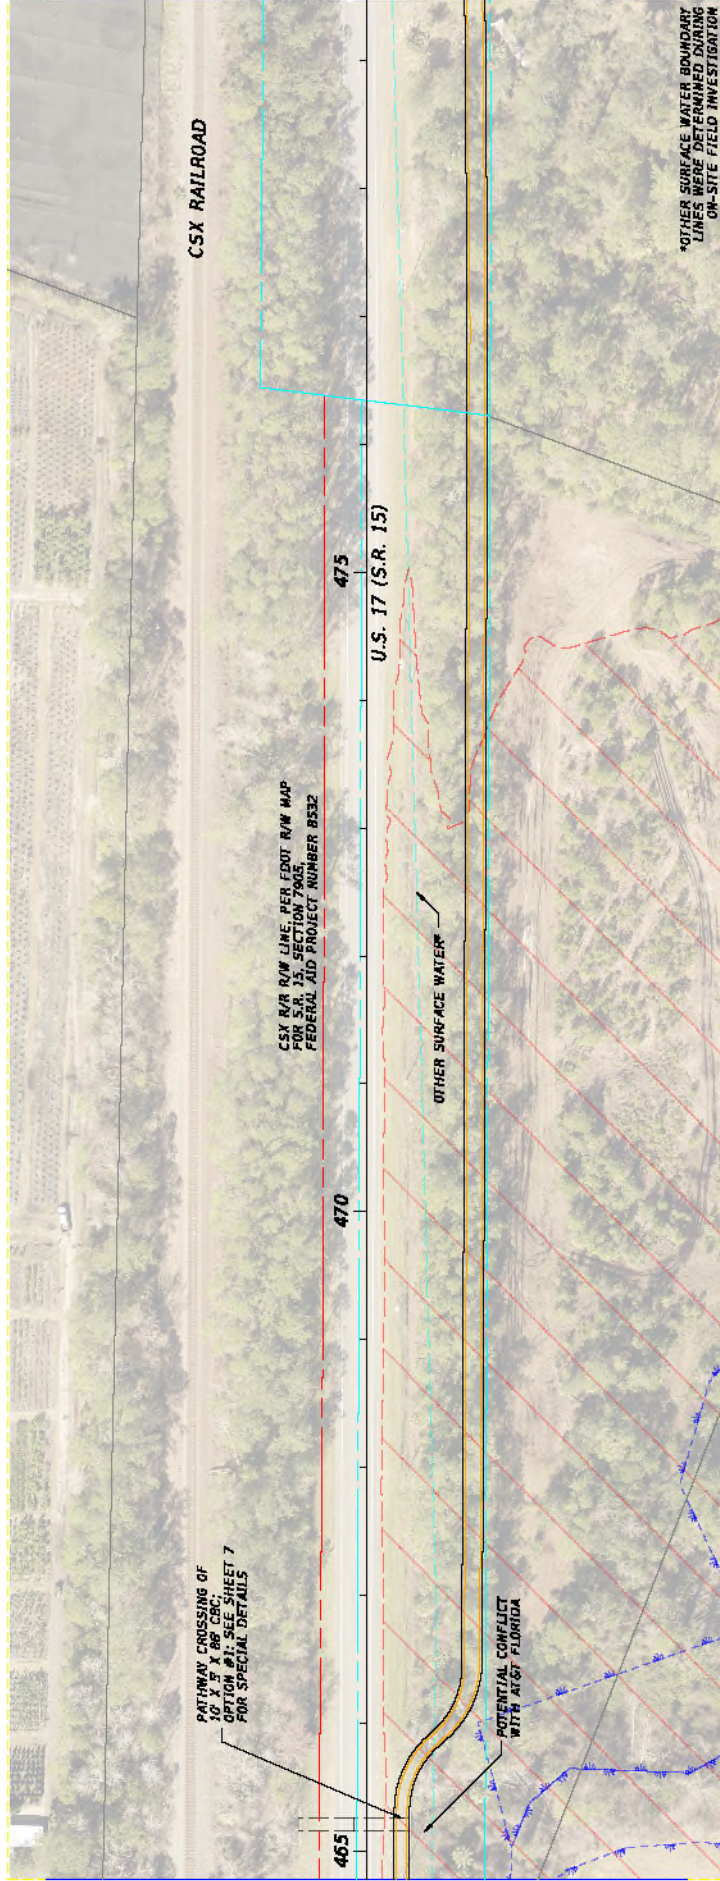 CSX RAILROAD
*OTHER SURFACE WATER BOUNDARY
LINES WERE DETERMINED DURING
ON-SITE FIELD INVESTIGATION
475
U.S. 17 (S.R. 15)
CSX R/R R/W LINE, PER FDOT R/W MAP
FOR S.R. 15, SECTION 7905,
FEDERAL AID PROJECT NUMBER B532
OTHER SURFACE WATER*
470
PATHWAY CROSSING OF
10' X 5' X 86' CBC;
OPTION #1: SEE SHEET 7
FOR SPECIAL DETAILS
POTENTIAL CONFLICT
WITH AT&T FLORIDA
465